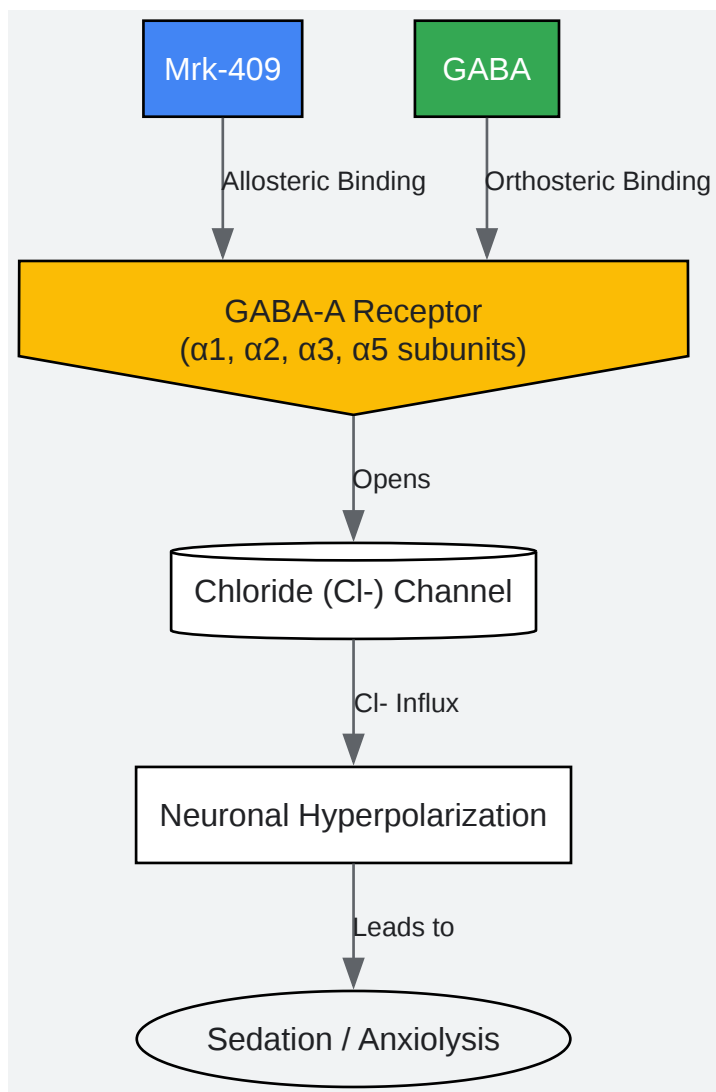 Mrk-409
GABA
Allosteric Binding
Orthosteric Binding
GABA-A Receptor
(α1, α2, α3, α5 subunits)
Opens
Chloride (Cl-) Channel
Cl- Influx
Neuronal Hyperpolarization
Leads to
Sedation / Anxiolysis